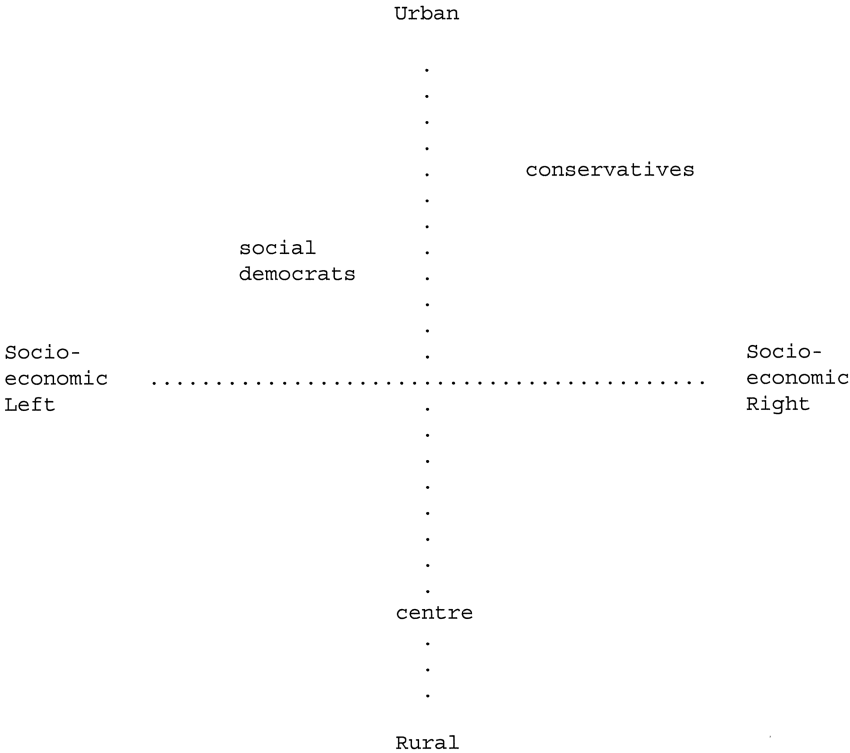 Urban
conservatives
social
democrats
Socio-
economic
Left
Socio-
economic
Right
centre
Rural